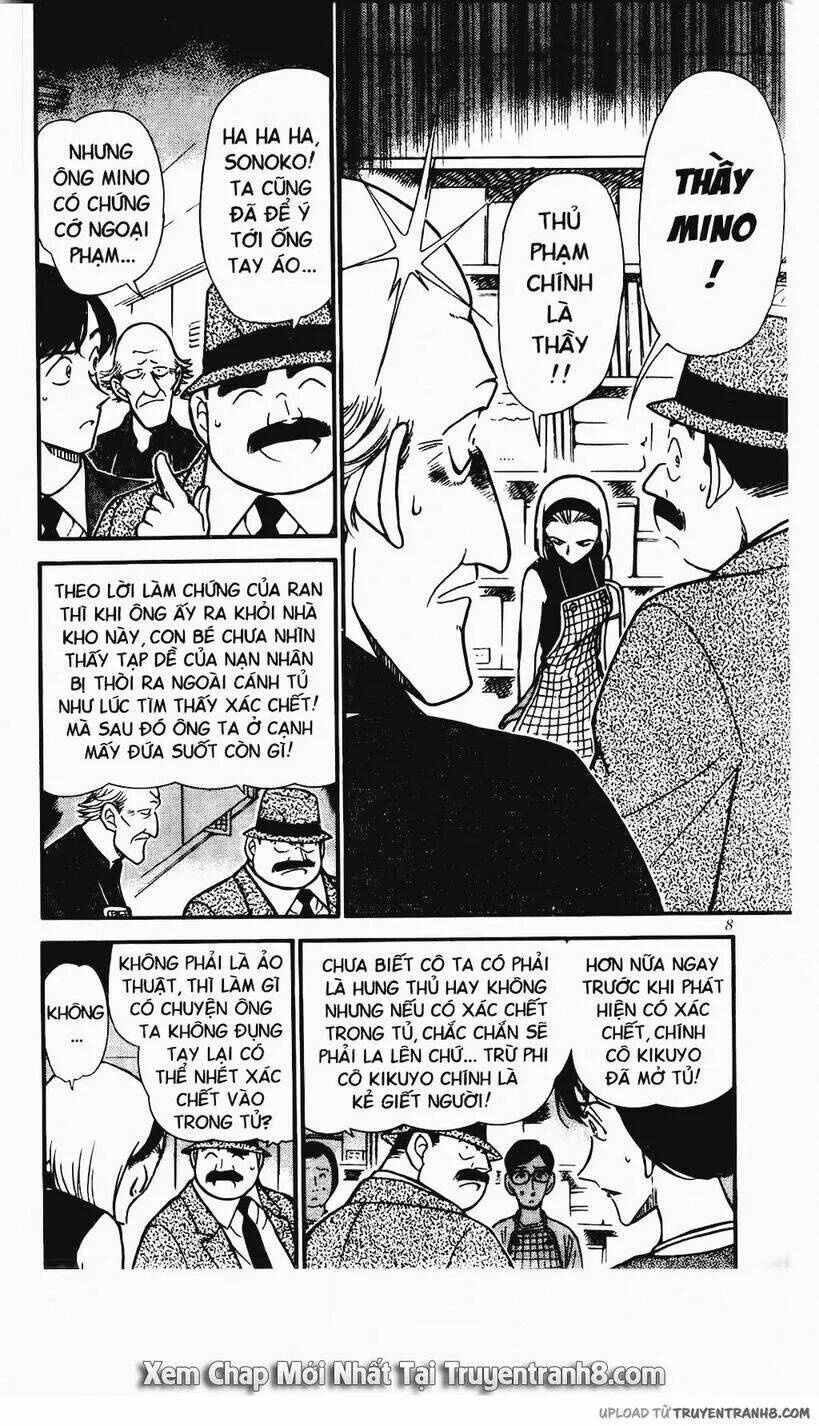 THẦY
MINO
!
THỦ
PHẠM
CHÍNH
LÀ
THẦY
!!
HA HA HA,
SONOKO!
TA CŨNG
ĐÃ ĐỂ Ý
TỚI ỐNG
TAY ÁO...
NHƯNG
ÔNG MINO
CÓ CHỨNG
CỚ NGOẠI
PHẠM...
THEO LỜI LÀM CHỨNG CỦA RAN
THÌ KHI ÔNG ẤY RA KHỎI NHÀ
KHO NÀY, CON BÉ CHƯA NHÌN
THẤY TẠP DỀ CỦA NẠN NHÂN
BỊ THÒI RA NGOÀI CÁNH TỦ
NHƯ LÚC TÌM THẤY XÁC CHẾT!
MÀ SAU ĐÓ ÔNG TA Ở CẠNH
MẤY ĐỨA SUỐT CÒN GÌ!
8
HƠN NỮA NGAY
TRƯỚC KHI PHÁT
HIỆN CÓ XÁC
CHẾT, CHÍNH
CÔ KIKUYO
ĐÃ MỞ TỦ!
CHƯA BIẾT CÔ TA CÓ PHẢI
LÀ HUNG THỦ HAY KHÔNG
NHƯNG NẾU CÓ XÁC CHẾT
TRONG TỦ, CHẮC CHẮN SẼ
PHẢI LA LÊN CHỨ... TRỪ PHI
CÔ KIKUYO CHÍNH LÀ
KẺ GIẾT NGƯỜI!
KHÔNG PHẢI LÀ ẢO
THUẬT, THÌ LÀM GÌ
CÓ CHUYỆN ÔNG
TA KHÔNG ĐỤNG
TAY LẠI CÓ
THỂ NHÉT XÁC
CHẾT VÀO
TRONG TỦ?
KHÔNG
...
Xem Chap Mới Nhất Tại Truyentranh8.com
UPLOAD TỪ TRUYENTRANH8.COM